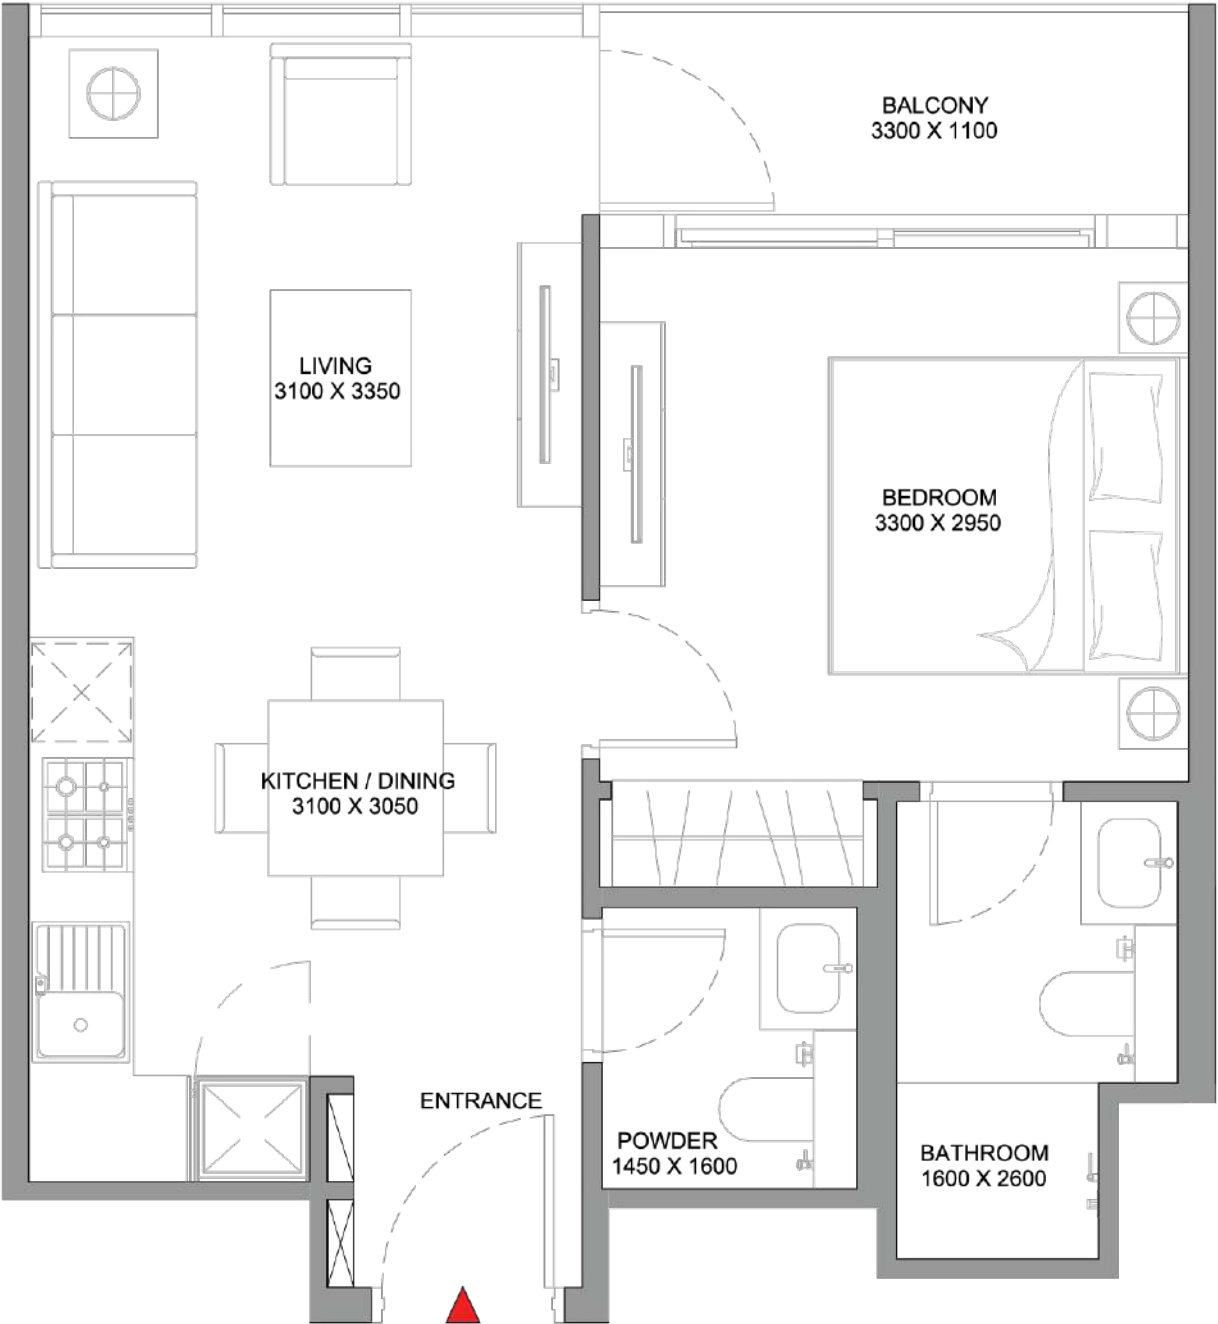 BALCONY
3300 X 1100
LIVING
3100 X 3350
BEDROOM
3300 X 2950
KITCHEN / DINING
3100 X 3050
ENTRANCE
POWDER
1450 X 1600
BATHROOM
1600 X 2600